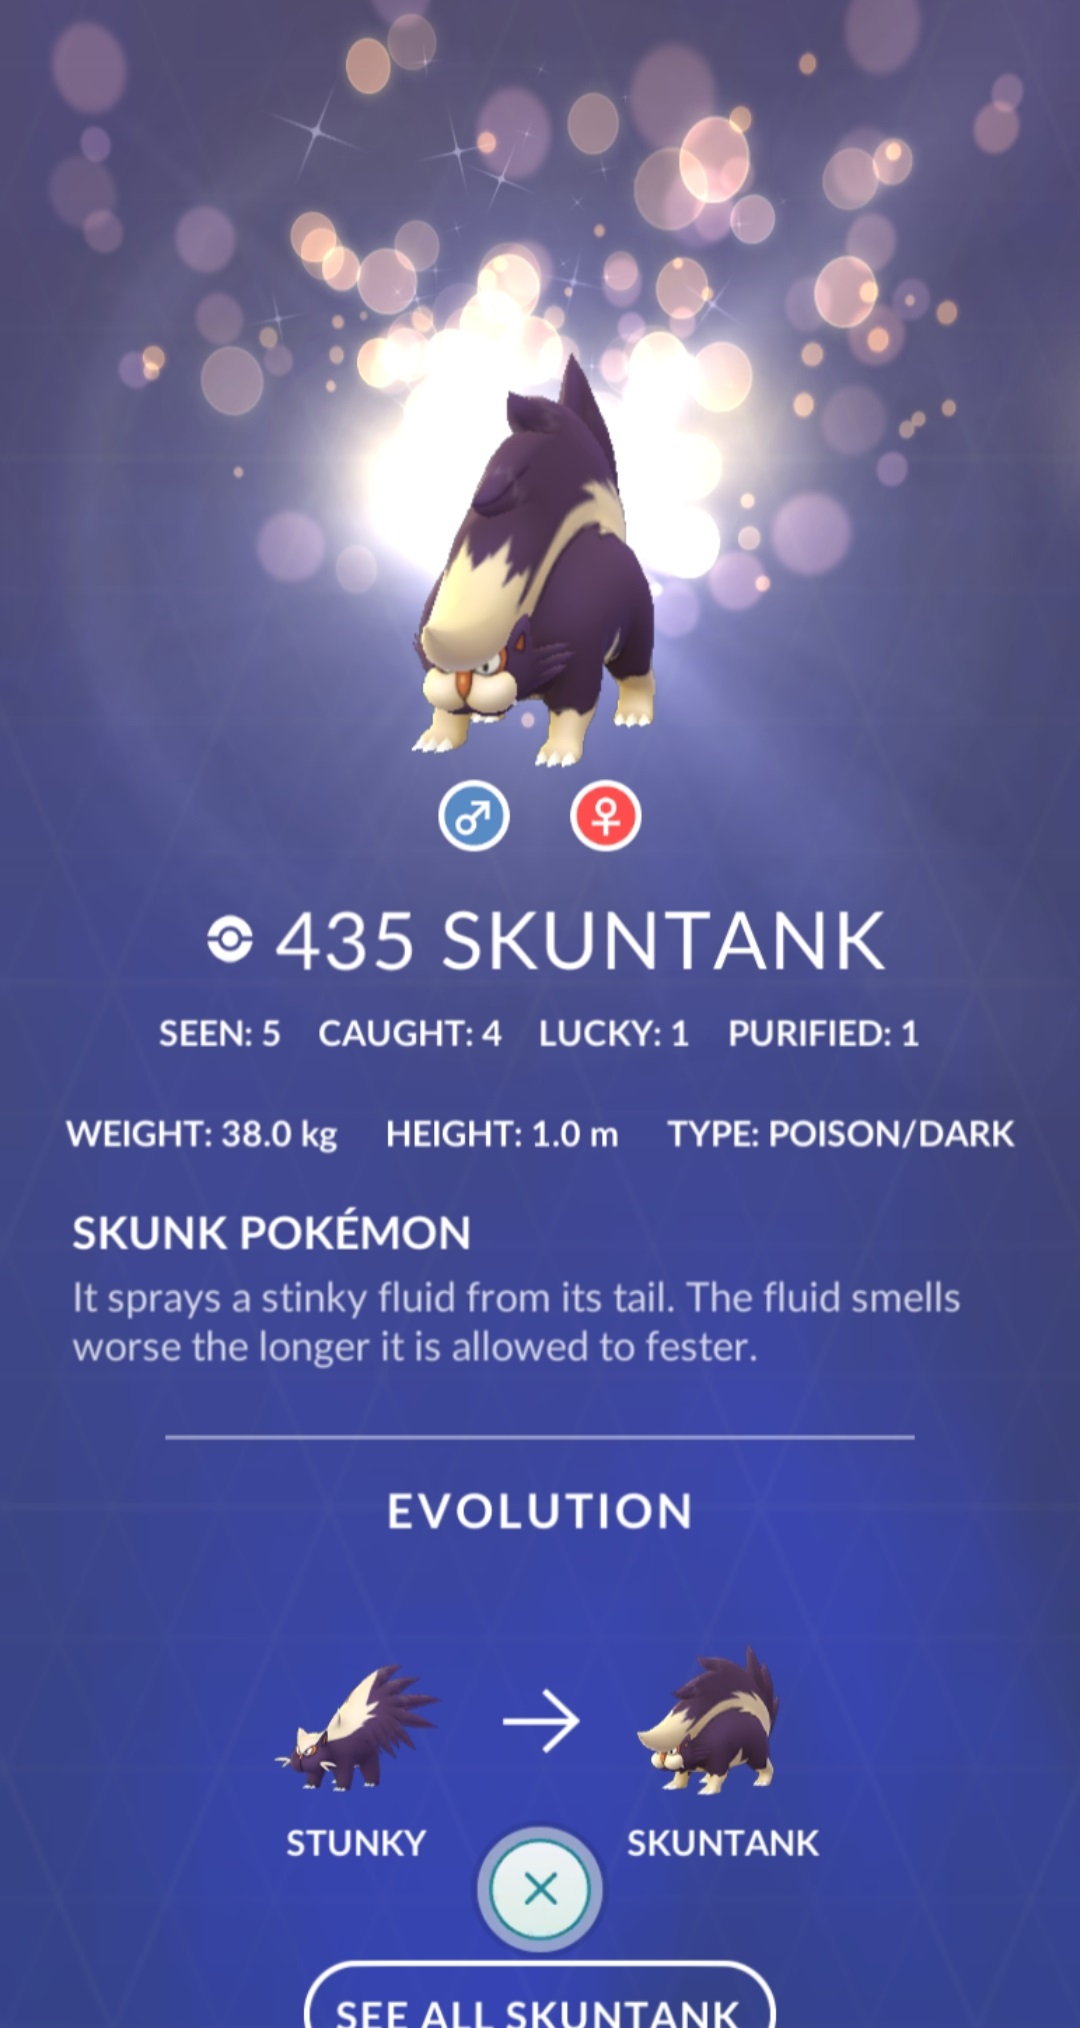 435 SKUNTANK
SEEN: 5 CAUGHT: 4 LUCKY: 1 PURIFIED: 1
WEIGHT: 38.0 kg HEIGHT: 1.0 m TYPE: POISON/DARK
SKUNK POKÉMON
It sprays a stinky fluid from its tail. The fluid smells
worse the longer it is allowed to fester.
EVOLUTION
STUNKY SKUNTANK
SEE ALL SKUNTANK